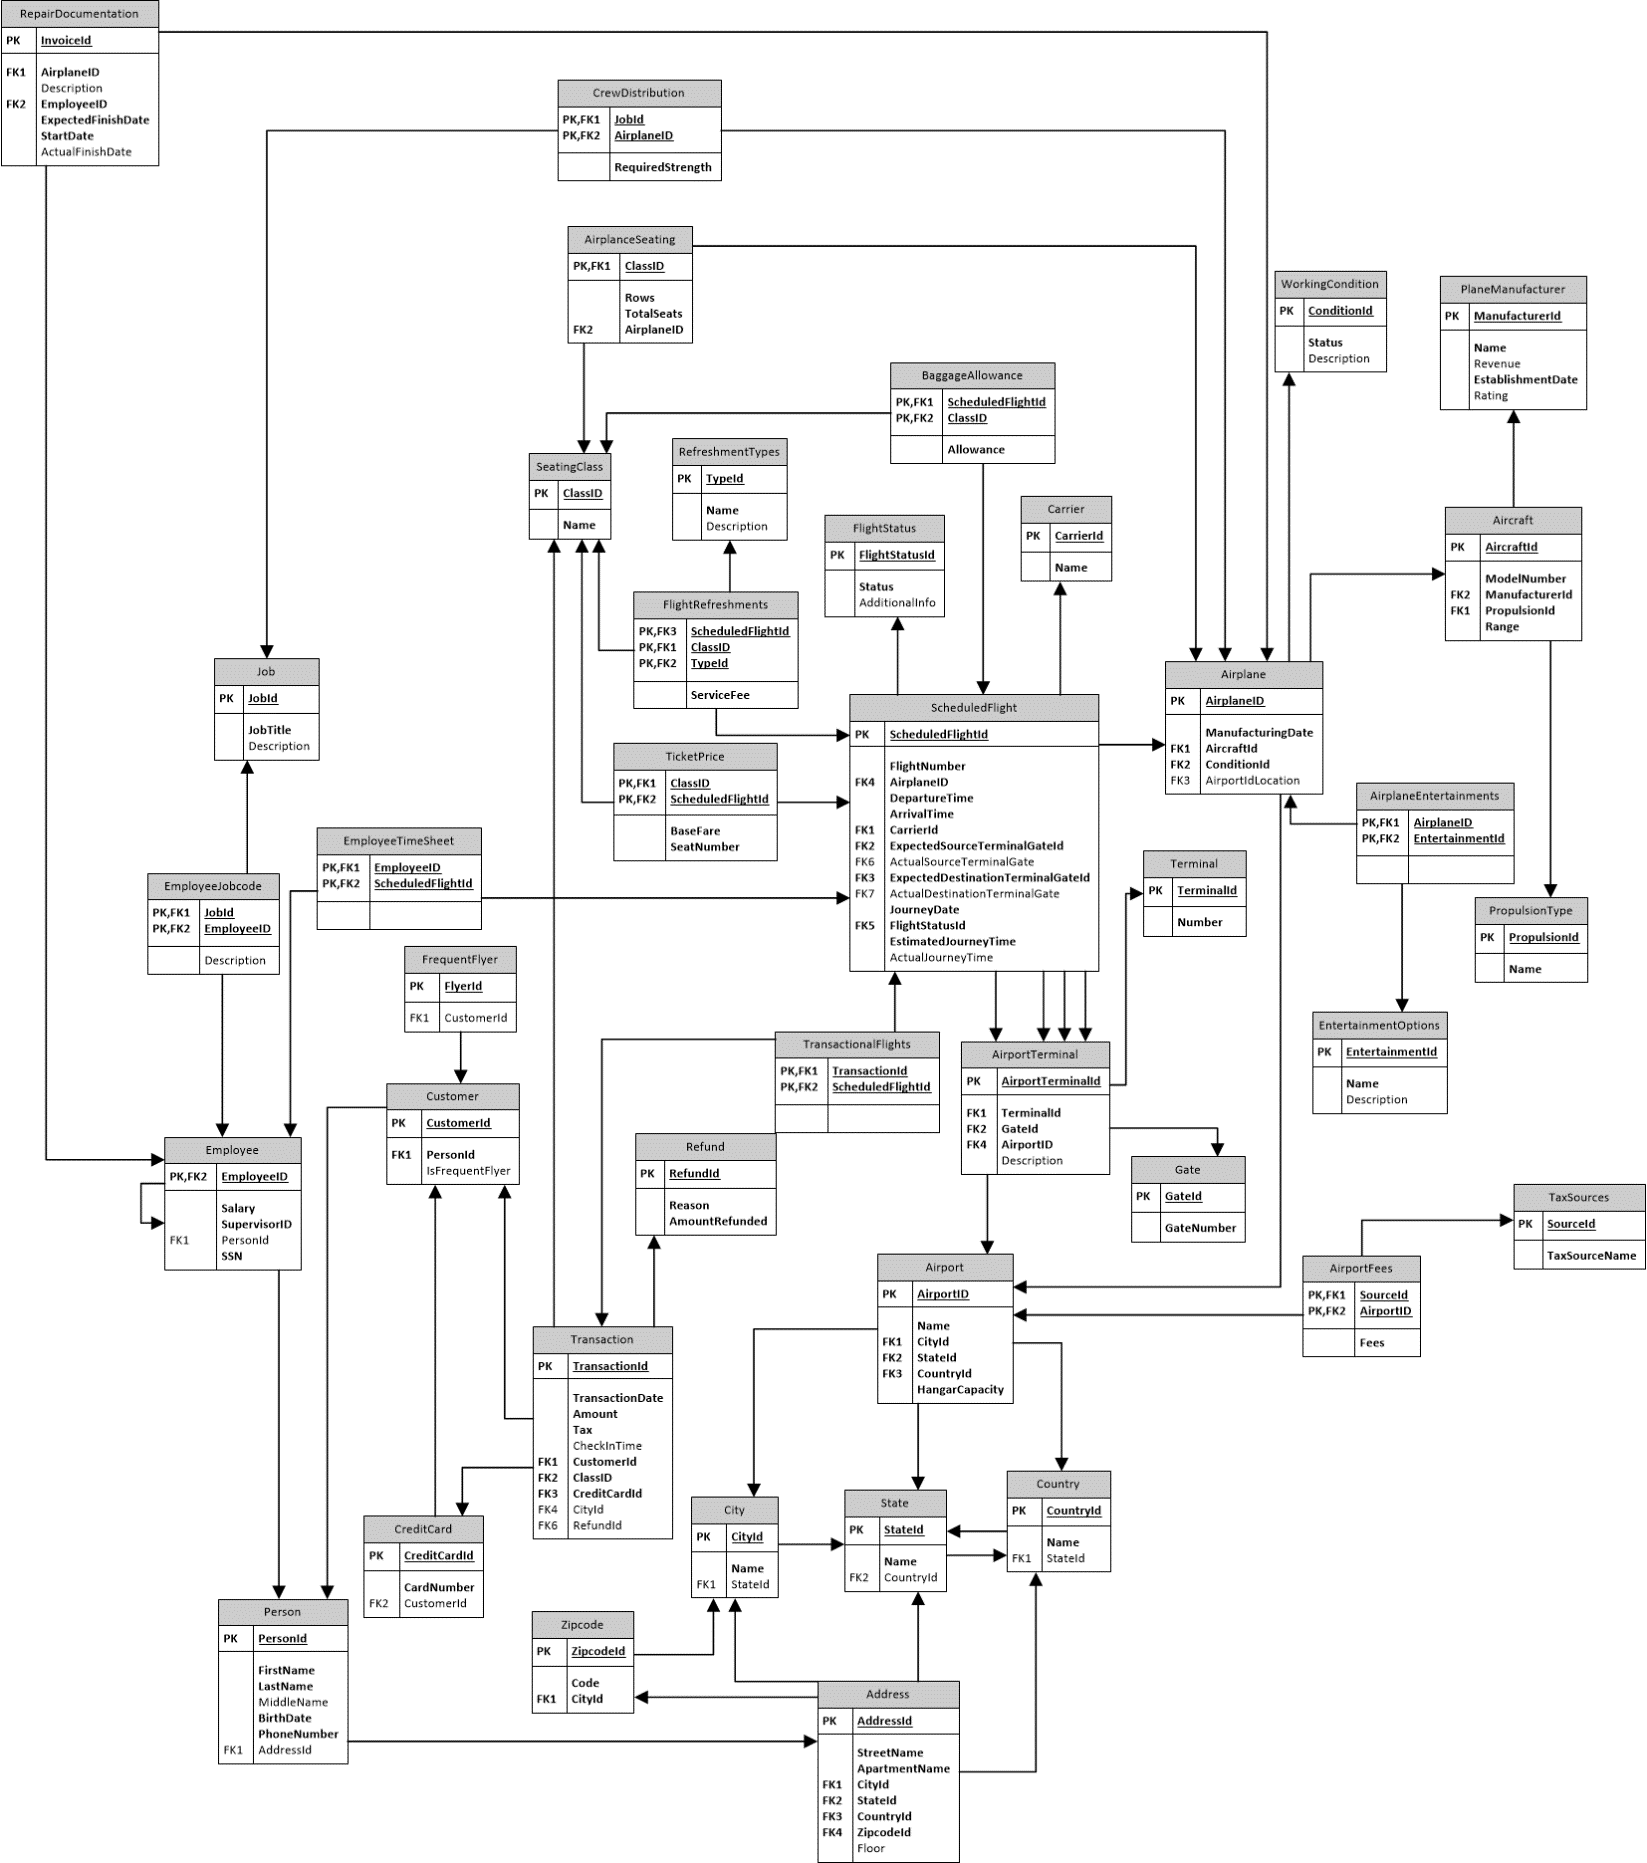 RepairDocumentation
PK InvoiceId
FK1 AirplaneID
Description
FK2 EmployeeID
ExpectedFinishDate
StartDate
ActualFinishDate
CrewDistribution
PK,FK1 JobId
PK,FK2 AirplaneID
RequiredStrength
AirplanceSeating
PK,FK1 ClassID
Rows
TotalSeats
FK2 AirplaneID
WorkingCondition
PK ConditionId
Status
Description
PlaneManufacturer
PK ManufacturerId
Name
Revenue
EstablishmentDate
Rating
BaggageAllowance
PK,FK1 ScheduledFlightId
PK,FK2 ClassID
Allowance
RefreshmentTypes
PK TypeId
Name
Description
SeatingClass
PK ClassID
Name
FlightStatus
PK FlightStatusId
Status
AdditionalInfo
Carrier
PK CarrierId
Name
Aircraft
PK AircraftId
ModelNumber
FK2 ManufacturerId
FK1 PropulsionId
Range
FlightRefreshments
PK,FK3 ScheduledFlightId
PK,FK1 ClassID
PK,FK2 TypeId
ServiceFee
Job
PK JobId
JobTitle
Description
ScheduledFlight
PK ScheduledFlightId
FlightNumber
FK4 AirplaneID
DepartureTime
ArrivalTime
FK1 CarrierId
FK2 ExpectedSourceTerminalGateId
FK6 ActualSourceTerminalGate
FK3 ExpectedDestinationTerminalGateId
FK7 ActualDestinationTerminalGate
JourneyDate
FK5 FlightStatusId
EstimatedJourneyTime
ActualJourneyTime
Airplane
PK AirplaneID
ManufacturingDate
FK1 AircraftId
FK2 ConditionId
FK3 AirportIdLocation
TicketPrice
PK,FK1 ClassID
PK,FK2 ScheduledFlightId
BaseFare
SeatNumber
AirplaneEntertainments
PK,FK1 AirplaneID
PK,FK2 EntertainmentId
EmployeeTimeSheet
PK,FK1 EmployeeID
PK,FK2 ScheduledFlightId
Terminal
PK TerminalId
Number
EmployeeJobcode
PK,FK1 JobId
PK,FK2 EmployeeID
Description
PropulsionType
PK PropulsionId
Name
FrequentFlyer
PK FlyerId
FK1 CustomerId
EntertainmentOptions
PK EntertainmentId
Name
Description
TransactionalFlights
PK,FK1 TransactionId
PK,FK2 ScheduledFlightId
AirportTerminal
PK AirportTerminalId
FK1 TerminalId
FK2 GateId
FK4 AirportID
Description
Customer
PK CustomerId
FK1 PersonId
IsFrequentFlyer
Employee
PK,FK2 EmployeeID
Salary
SupervisorID
FK1 PersonId
SSN
Refund
PK RefundId
Reason
AmountRefunded
Gate
PK GateId
GateNumber
TaxSources
PK SourceId
TaxSourceName
Airport
PK AirportID
Name
FK1 CityId
FK2 StateId
FK3 CountryId
HangarCapacity
AirportFees
PK,FK1 SourceId
PK,FK2 AirportID
Fees
Transaction
PK TransactionId
TransactionDate
Amount
Tax
CheckInTime
FK1 CustomerId
FK2 ClassID
FK3 CreditCardId
FK4 CityId
FK6 RefundId
CreditCard
PK CreditCardId
CardNumber
FK2 CustomerId
City
PK CityId
Name
FK1 StateId
State
PK StateId
Name
FK2 CountryId
Country
PK CountryId
Name
FK1 StateId
Person
PK PersonId
FirstName
LastName
MiddleName
BirthDate
PhoneNumber
FK1 AddressId
Zipcode
PK ZipcodeId
Code
FK1 CityId
Address
PK AddressId
StreetName
ApartmentName
FK1 CityId
FK2 StateId
FK3 CountryId
FK4 ZipcodeId
Floor